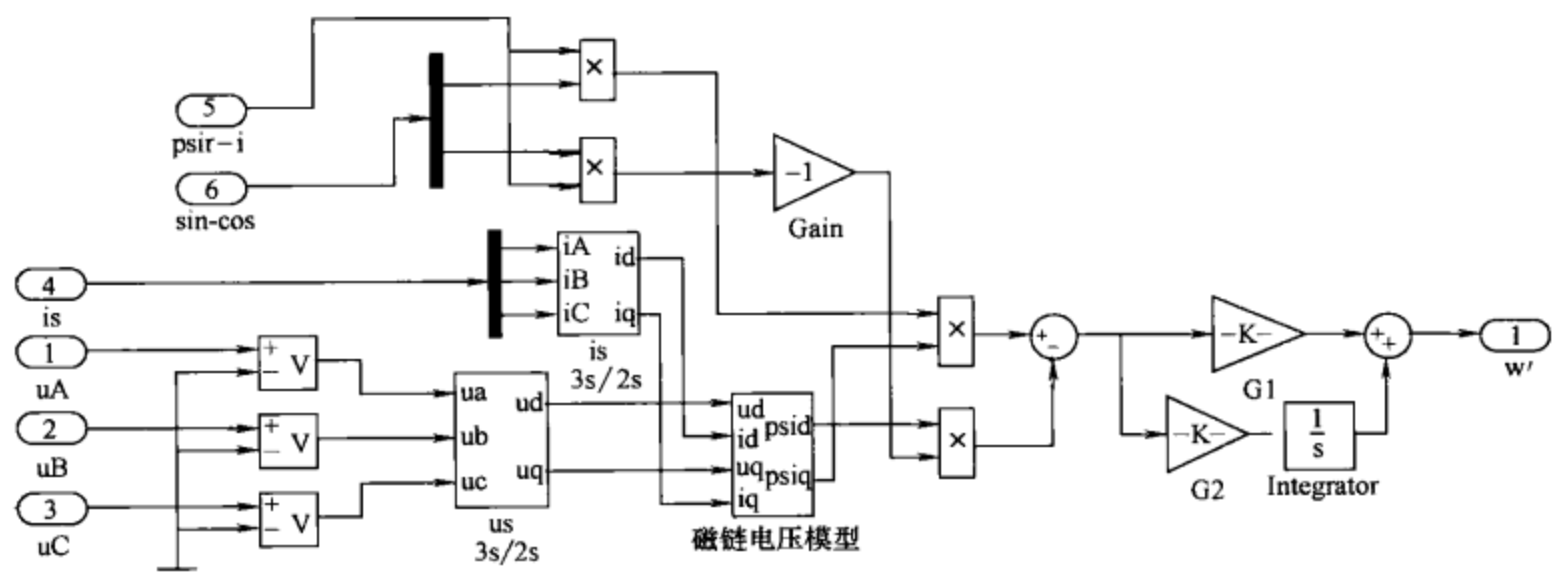 5
psir-i
6
sin-cos
×
×
-1
Gain
4
is
iA
iB
iC
id
iq
is
3s/2s
1
uA
+
-
V
2
uB
+
-
V
3
uC
+
-
V
ua
ub
uc
ud
uq
us
3s/2s
ud
id
uq
iq
psid
psiq
磁链电压模型
×
×
+
-
-K-
G1
-K-
G2
1
s
Integrator
+
+
1
w′